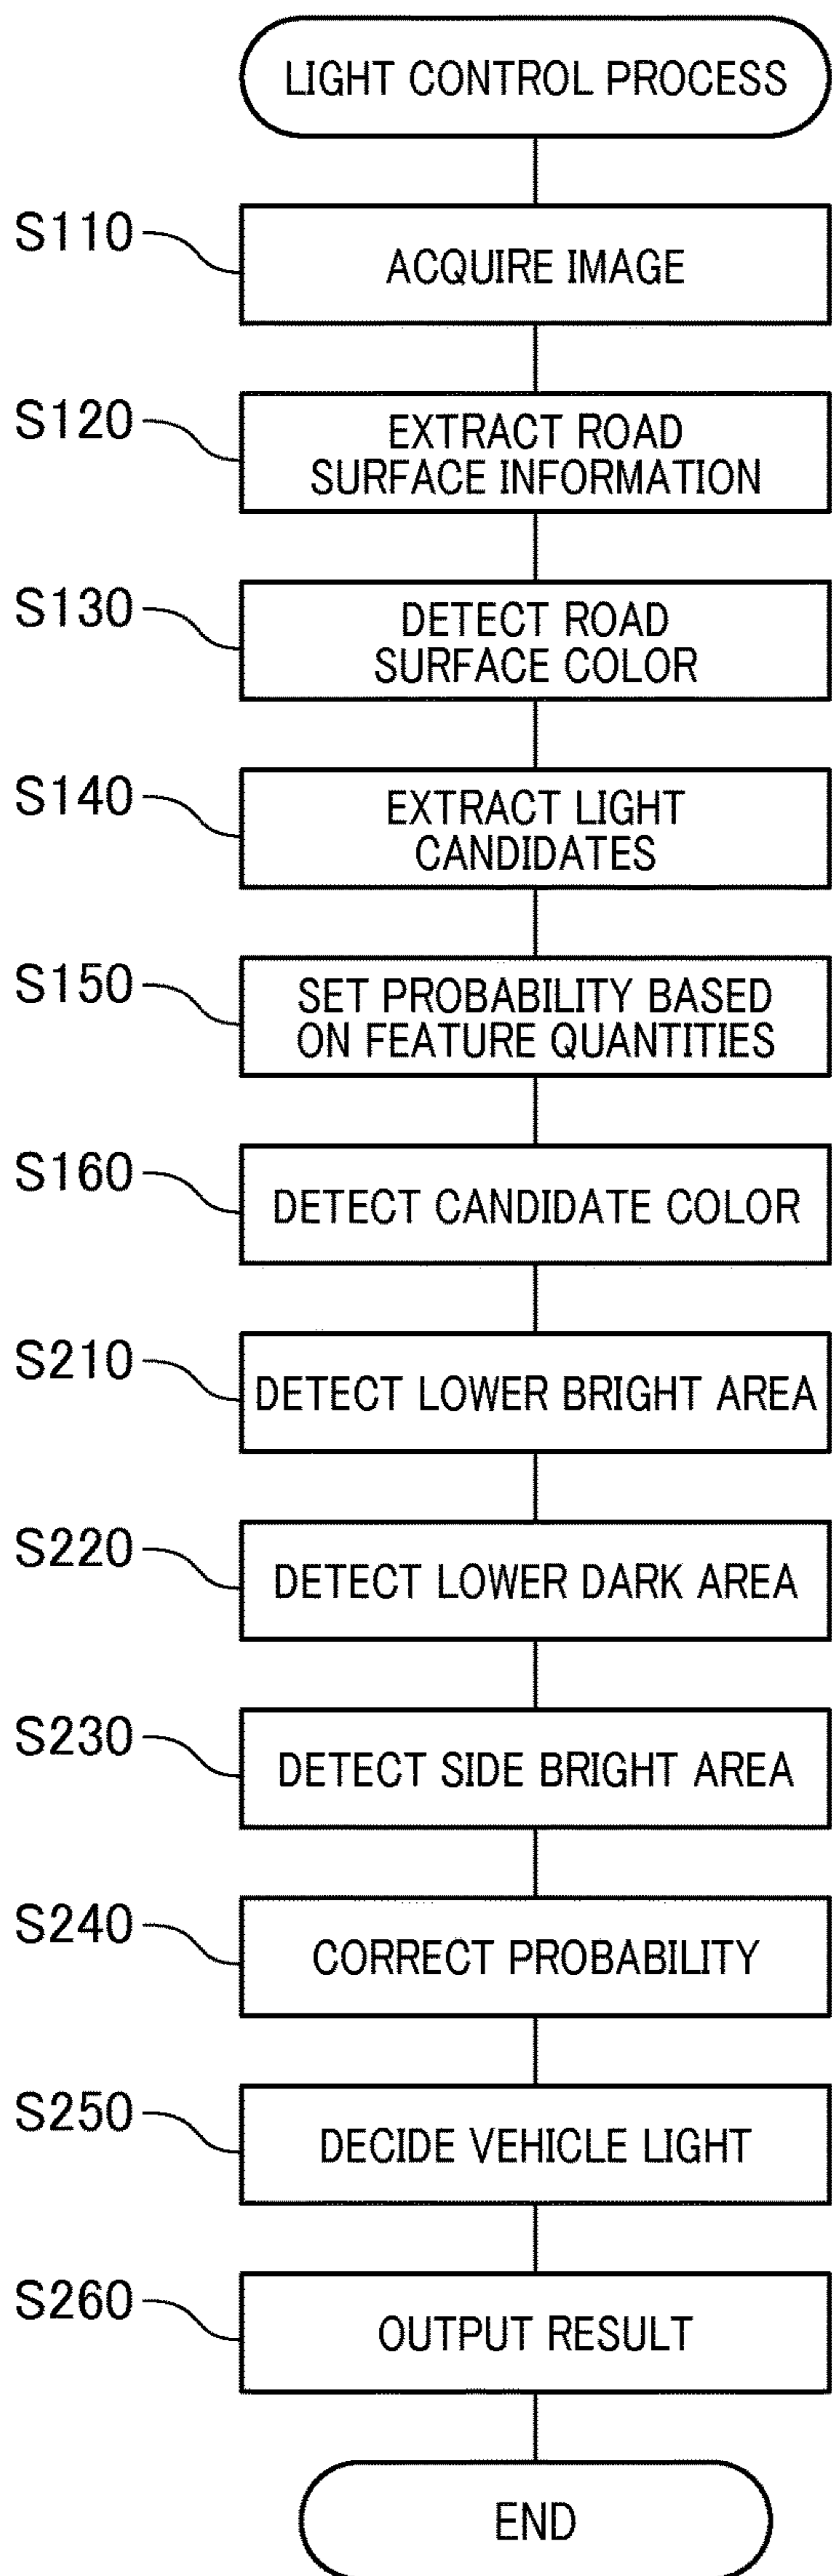 LIGHT CONTROL PROCESS
S110
ACQUIRE IMAGE
S120
EXTRACT ROAD
SURFACE INFORMATION
S130
DETECT ROAD
SURFACE COLOR
S140
EXTRACT LIGHT
CANDIDATES
S150
SET PROBABILITY BASED
ON FEATURE QUANTITIES
S160
DETECT CANDIDATE COLOR
S210
DETECT LOWER BRIGHT AREA
S220
DETECT LOWER DARK AREA
S230
DETECT SIDE BRIGHT AREA
S240
CORRECT PROBABILITY
S250
DECIDE VEHICLE LIGHT
S260
OUTPUT RESULT
END